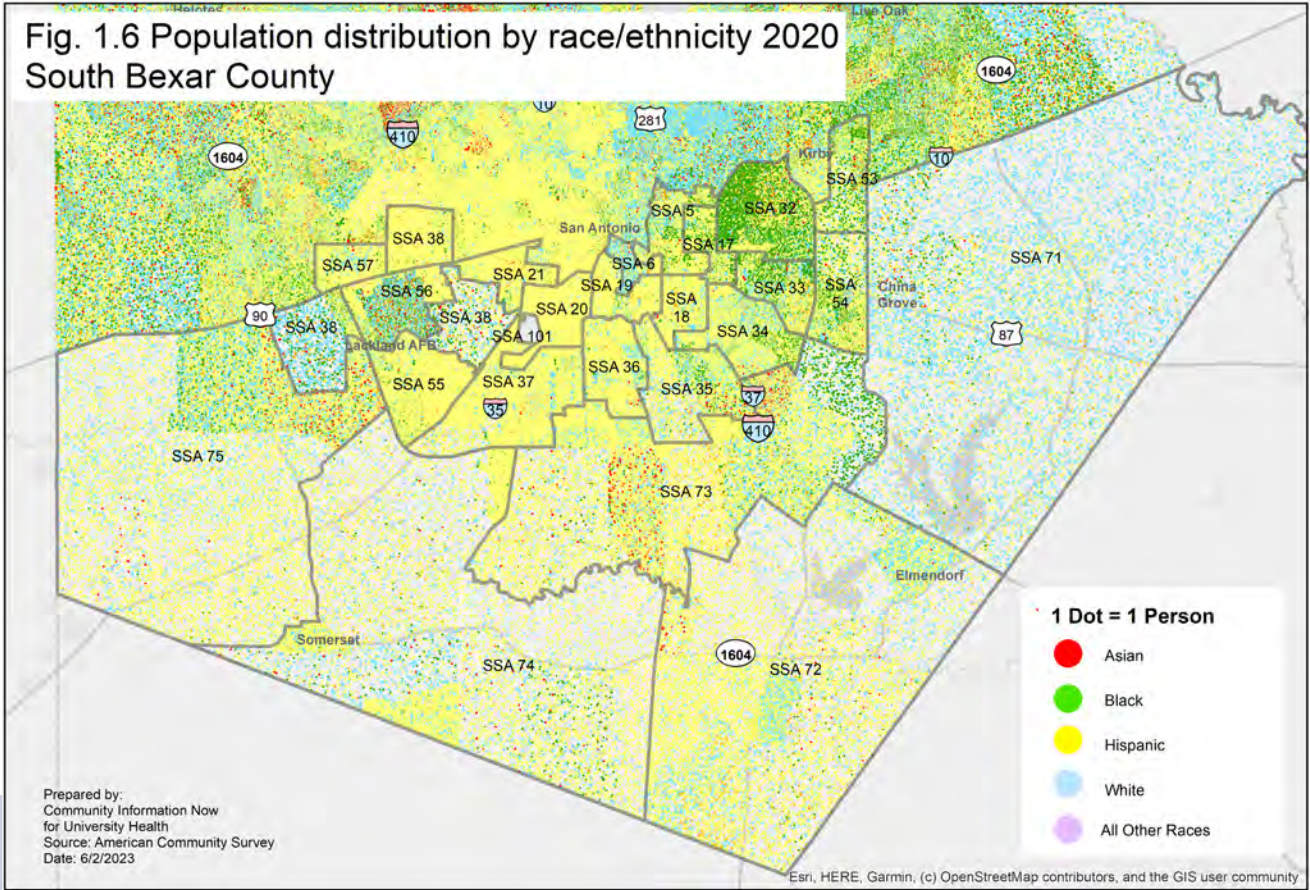 Fig. 1.6 Population distribution by race/ethnicity 2020
South Bexar County
Helotes
Live Oak
1604
10
281
410
1604
Kirby
10
SSA 53
SSA 5
SSA 32
San Antonio
SSA 38
SSA 17
SSA 57
SSA 6
SSA 71
SSA 21
SSA 56
SSA 19
SSA 33
SSA 54
China Grove
SSA 18
SSA 20
90
SSA 38
SSA 38
SSA 34
87
SSA 101
Lackland AFB
SSA 36
SSA 55
SSA 37
SSA 35
37
35
410
SSA 75
SSA 73
Elmendorf
Somerset
SSA 74
1604
SSA 72
1 Dot = 1 Person
Asian
Black
Hispanic
White
All Other Races
Prepared by:
Community Information Now
for University Health
Source: American Community Survey
Date: 6/2/2023
Esri, HERE, Garmin, (c) OpenStreetMap contributors, and the GIS user community